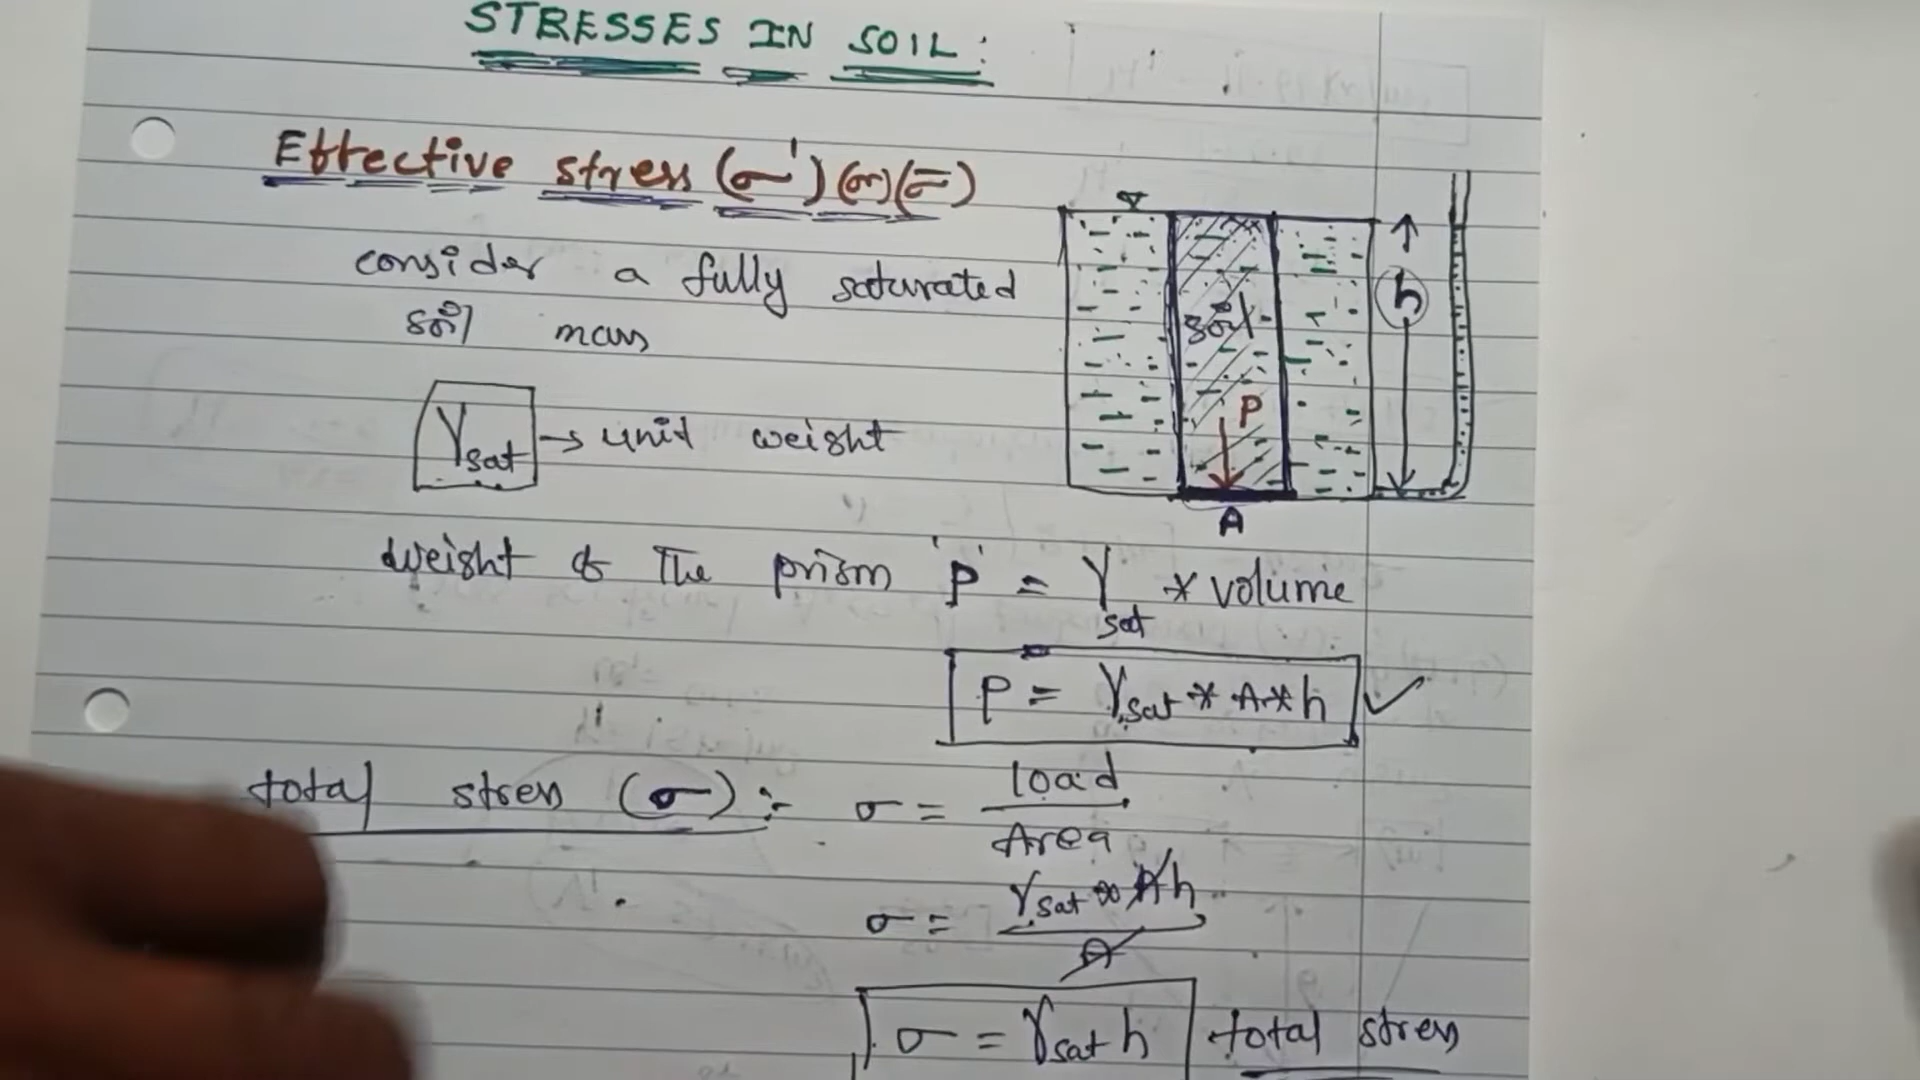 STRESSES IN SOIL:
Effective stress (σ') (or) (σ̅)
consider a fully saturated
soil mass
γsat → unit weight
soil
h
P
A
weight of The prism 'P' = γsat * volume
P = γsat * A * h ✓
total stress (σ) :- σ = load / Area
σ = γsat * A h / A
σ = γsat h total stress